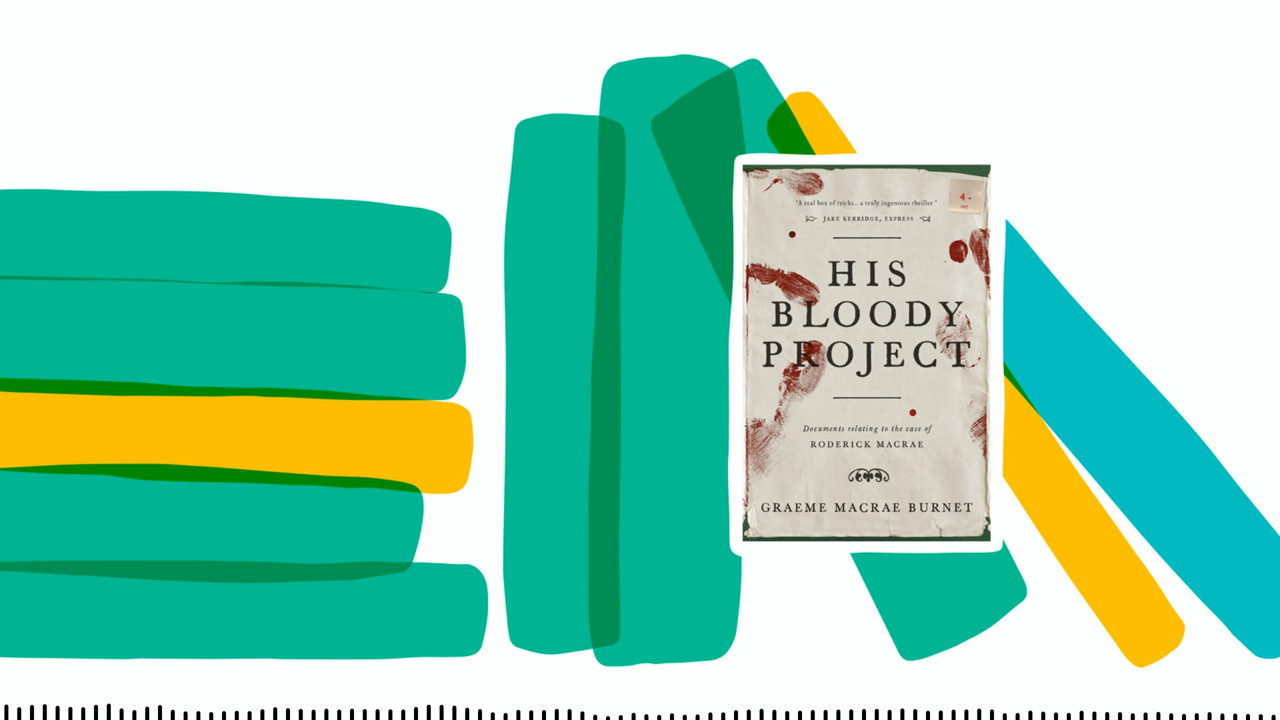 "A real box of tricks... a truly ingenious thriller"
JAKE KERRIDGE, EXPRESS
4/-
HIS
BLOODY
PROJECT
Documents relating to the case of
RODERICK MACRAE
GRAEME MACRAE BURNET